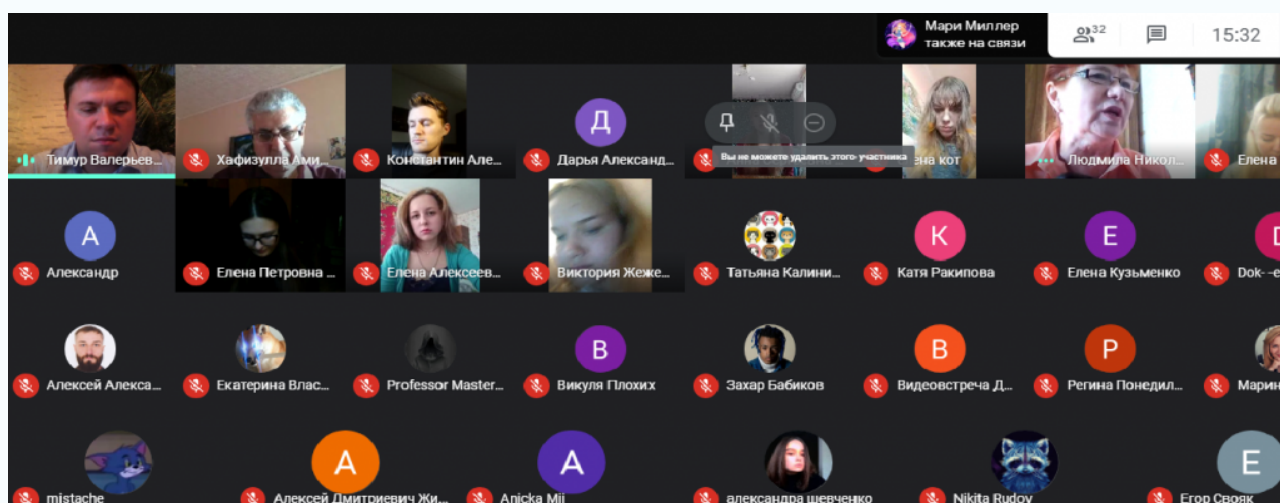 Мари Миллер
также на связи
32
15:32
Д
Тимур Валерьев...
Хафизулла Ами...
Константин Але...
Дарья Александ...
Вы не можете удалить этого участника
ена кот
Людмила Никол...
Елена
А
К
Е
Александр
Елена Петровна ...
Елена Алексеев...
Виктория Жеже...
Татьяна Калини...
Катя Ракипова
Елена Кузьменко
Dok--e
В
В
Р
Алексей Алекса...
Екатерина Влас...
Professor Master...
Викуля Плохих
Захар Бабиков
Видеовстреча Д...
Регина Понедил...
Марин
А
A
Е
mistache
Алексей Дмитриевич Жи...
Anicka Mii
александра шевченко
Nikita Rudov
Егор Свояк